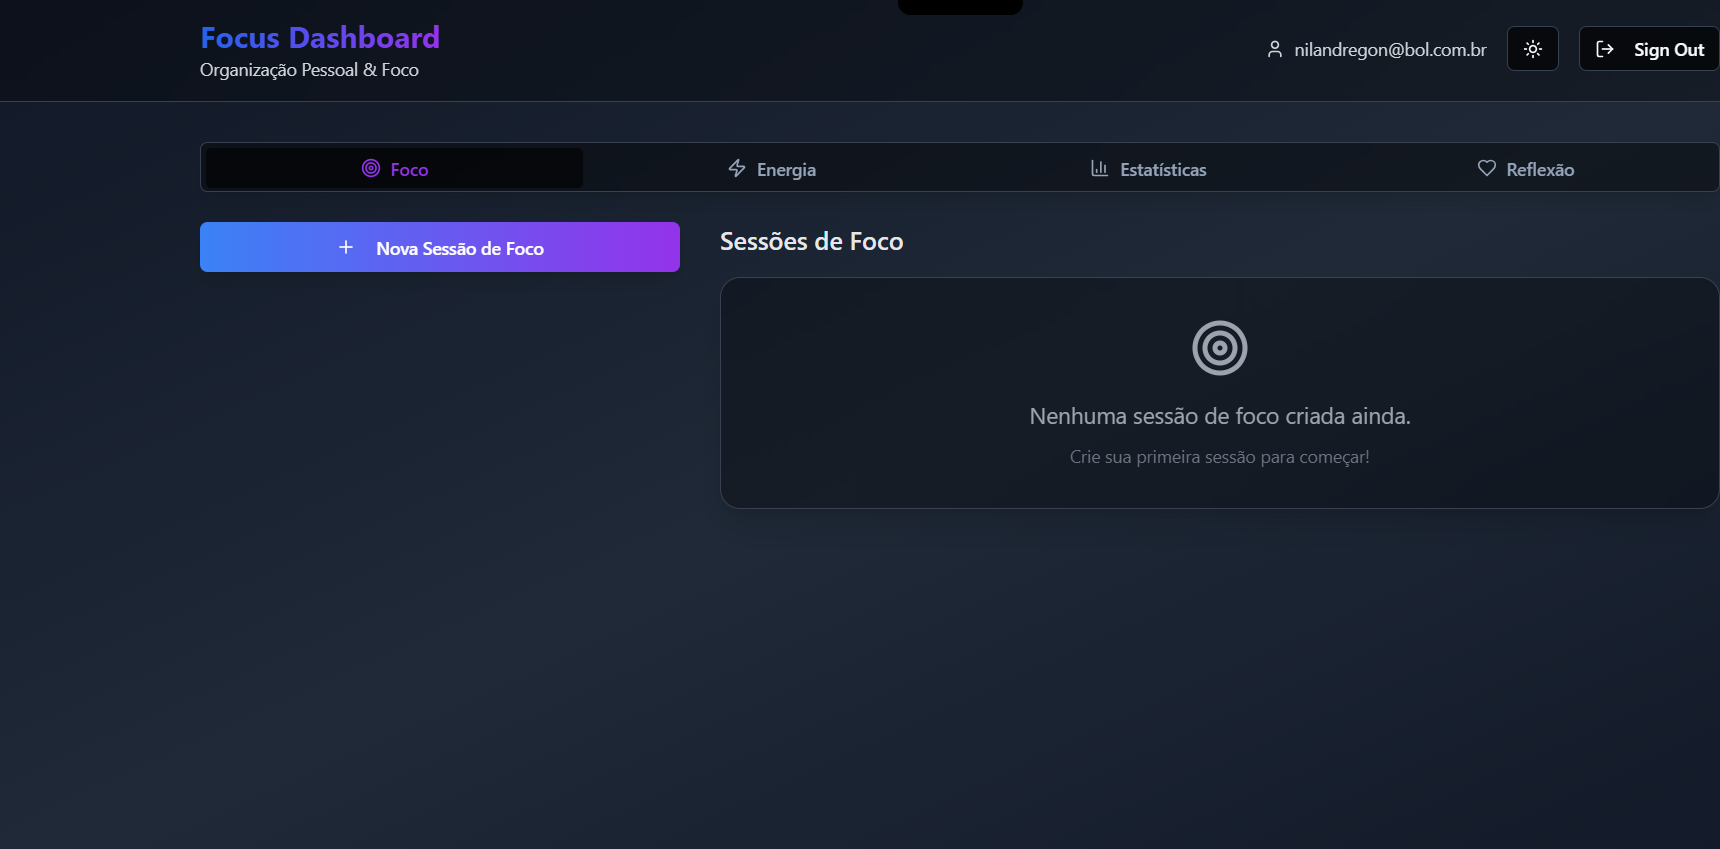 Focus Dashboard
Organização Pessoal & Foco
nilandregon@bol.com.br
Sign Out
Foco
Energia
Estatísticas
Reflexão
Nova Sessão de Foco
Sessões de Foco
Nenhuma sessão de foco criada ainda.
Crie sua primeira sessão para começar!